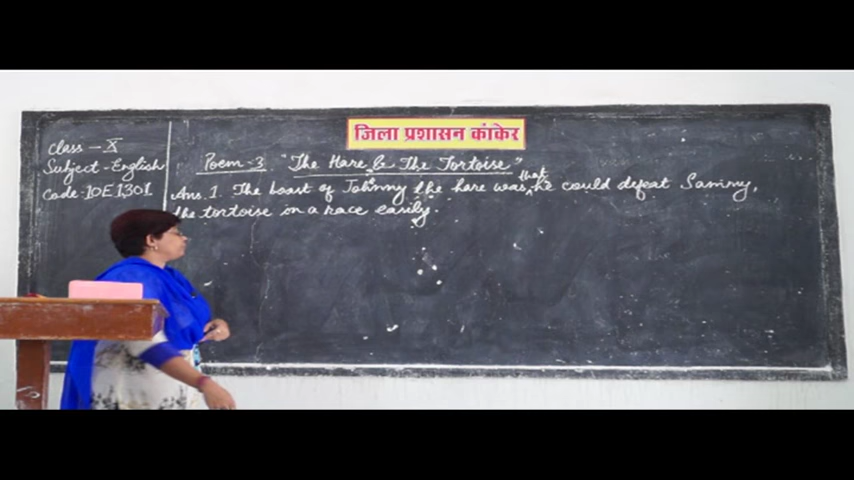 जिला प्रशासन कांकेर
Class - X
Subject - English
Code: 10E1301
Poem-3 "The Hare & The Tortoise"
Ans. 1. The boast of Johnny the hare was that he could defeat Sammy,
the tortoise in a race easily.